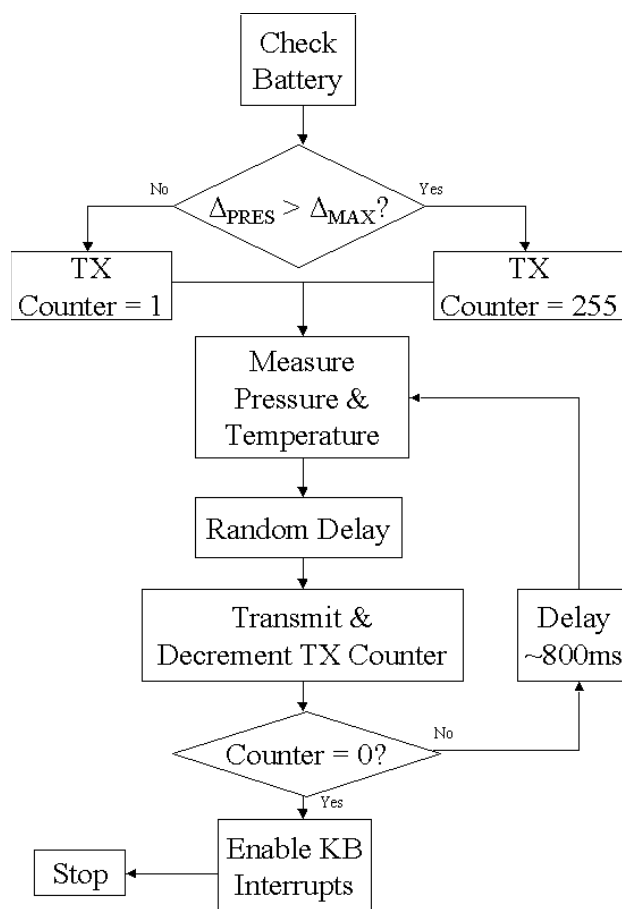 Check
Battery
No
ΔPRES > ΔMAX?
Yes
TX
Counter = 1
TX
Counter = 255
Measure
Pressure &
Temperature
Random Delay
Transmit &
Decrement TX Counter
Delay
~800ms
Counter = 0?
No
Yes
Enable KB
Interrupts
Stop